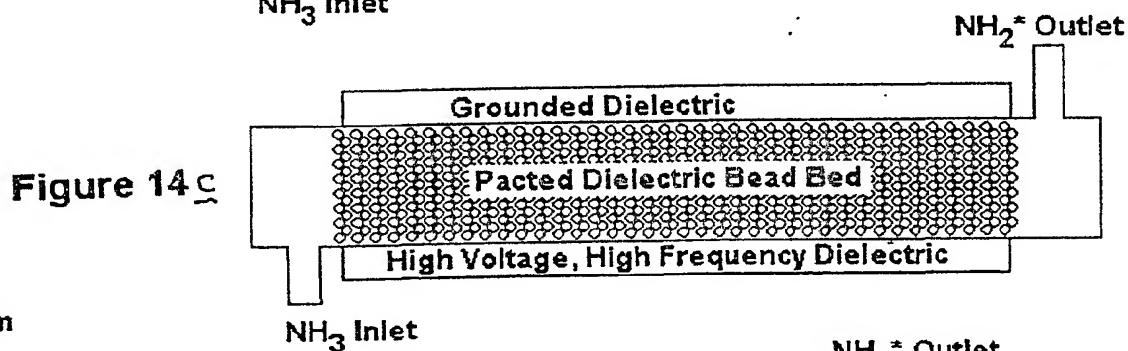 NH3 Inlet
NH2* Outlet
Grounded Dielectric
Figure 14c
Pacted Dielectric Bead Bed
High Voltage, High Frequency Dielectric
NH3 Inlet
* Outlet